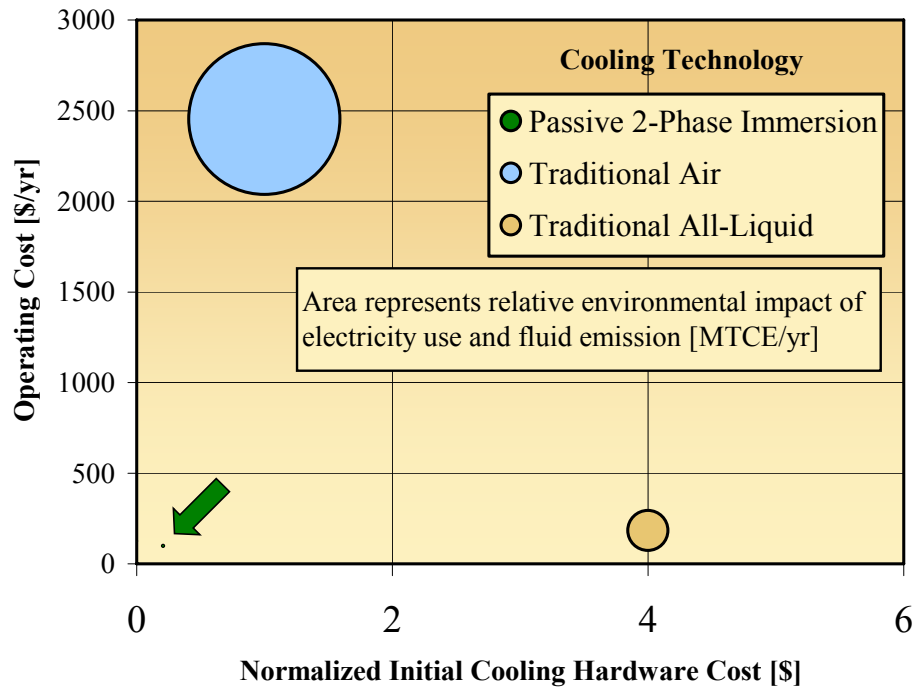 3000
2500
2000
1500
1000
500
0
Operating Cost [$/yr]
Cooling Technology
Passive 2-Phase Immersion
Traditional Air
Traditional All-Liquid
Area represents relative environmental impact of
electricity use and fluid emission [MTCE/yr]
0 2 4 6
Normalized Initial Cooling Hardware Cost [$]